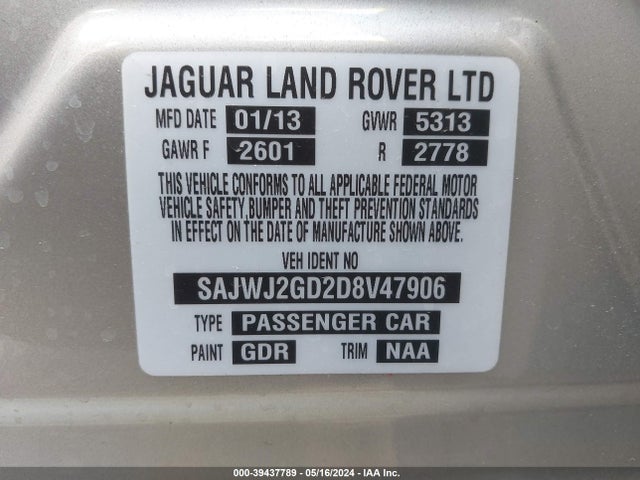 JAGUAR LAND ROVER LTD
MFD DATE 01/13 GVWR 5313
GAWR F 2601 R 2778
THIS VEHICLE CONFORMS TO ALL APPLICABLE FEDERAL MOTOR
VEHICLE SAFETY,BUMPER AND THEFT PREVENTION STANDARDS
IN EFFECT ON THE DATE OF MANUFACTURE SHOWN ABOVE.
VEH IDENT NO
SAJWJ2GD2D8V47906
TYPE PASSENGER CAR
PAINT GDR TRIM NAA
000-39437789 - 05/16/2024 - IAA Inc.